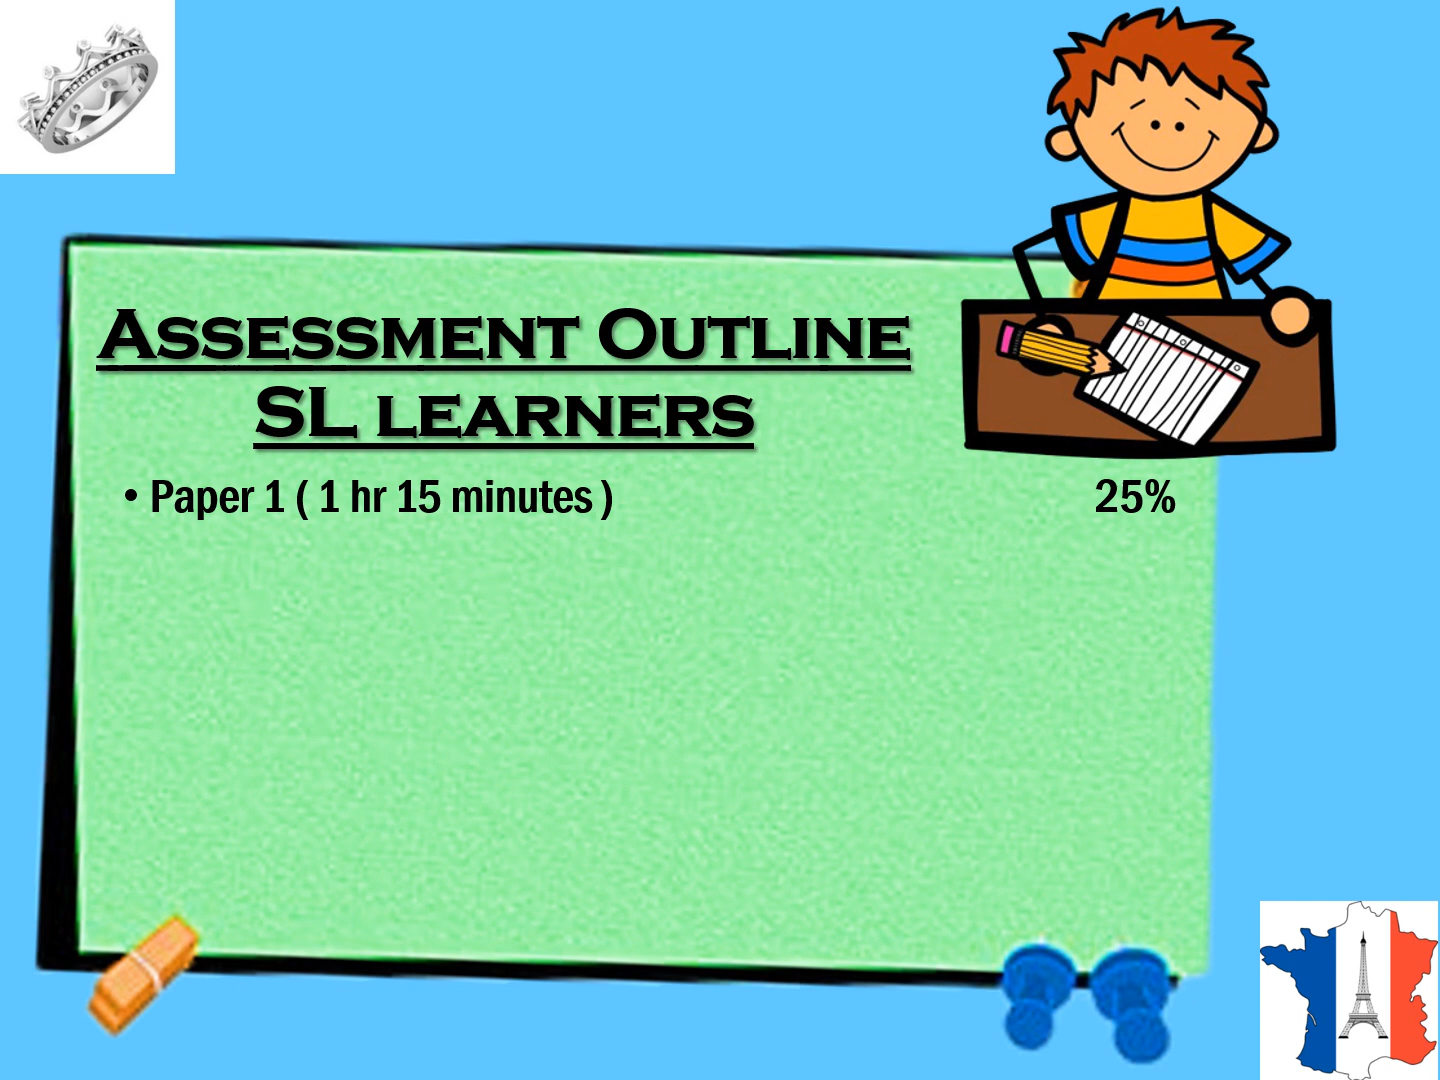 Assessment Outline
SL learners
• Paper 1 ( 1 hr 15 minutes ) 25%